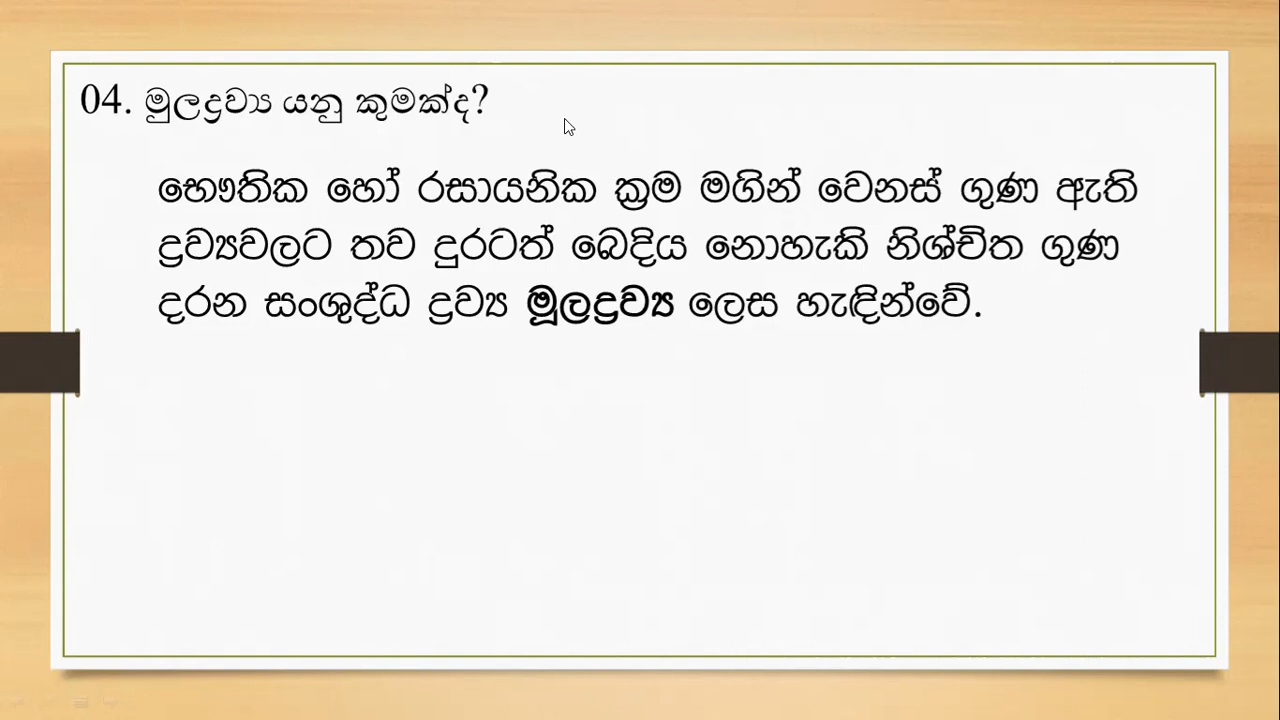 04. මුලද්‍රව්‍ය යනු කුමක්ද?
භෞතික හෝ රසායනික ක්‍රම මගින් වෙනස් ගුණ ඇති
ද්‍රව්‍යවලට තව දුරටත් බෙදිය නොහැකි නිශ්චිත ගුණ
දරන සංශුද්ධ ද්‍රව්‍ය මූලද්‍රව්‍ය ලෙස හැඳින්වේ.